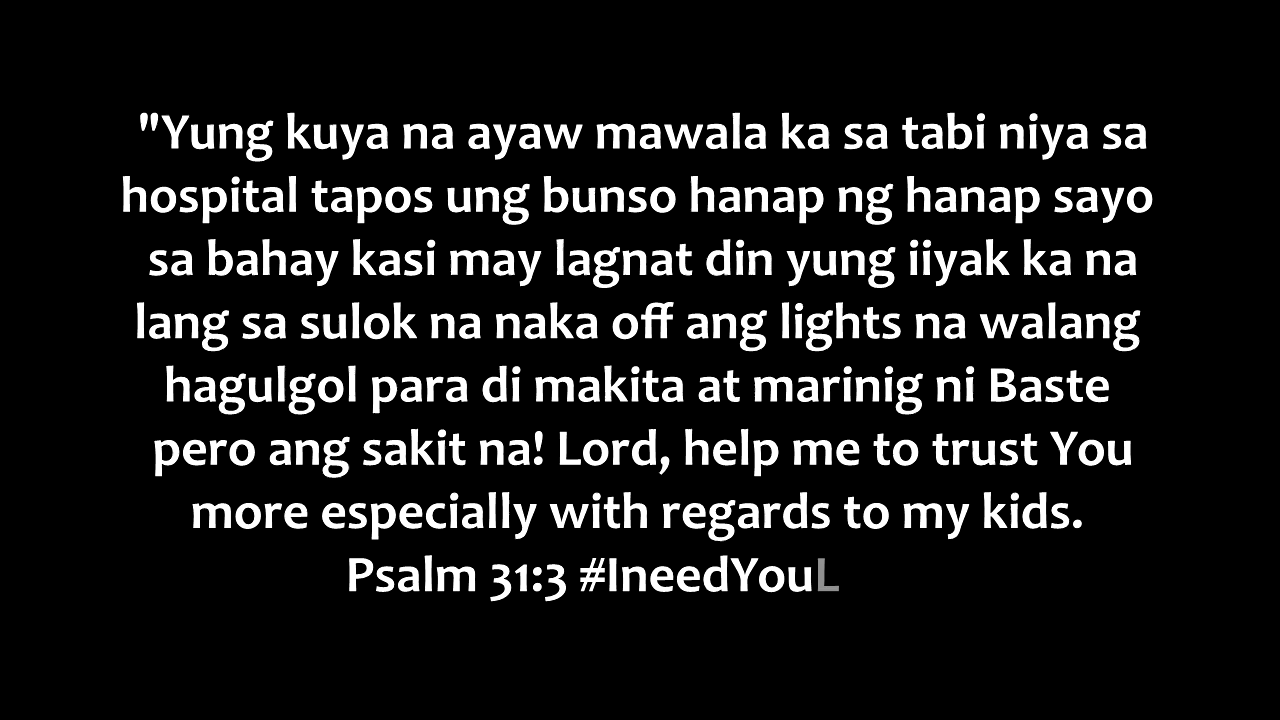 "Yung kuya na ayaw mawala ka sa tabi niya sa
hospital tapos ung bunso hanap ng hanap sayo
sa bahay kasi may lagnat din yung iiyak ka na
lang sa sulok na naka off ang lights na walang
hagulgol para di makita at marinig ni Baste
pero ang sakit na! Lord, help me to trust You
more especially with regards to my kids.
Psalm 31:3 #IneedYouL